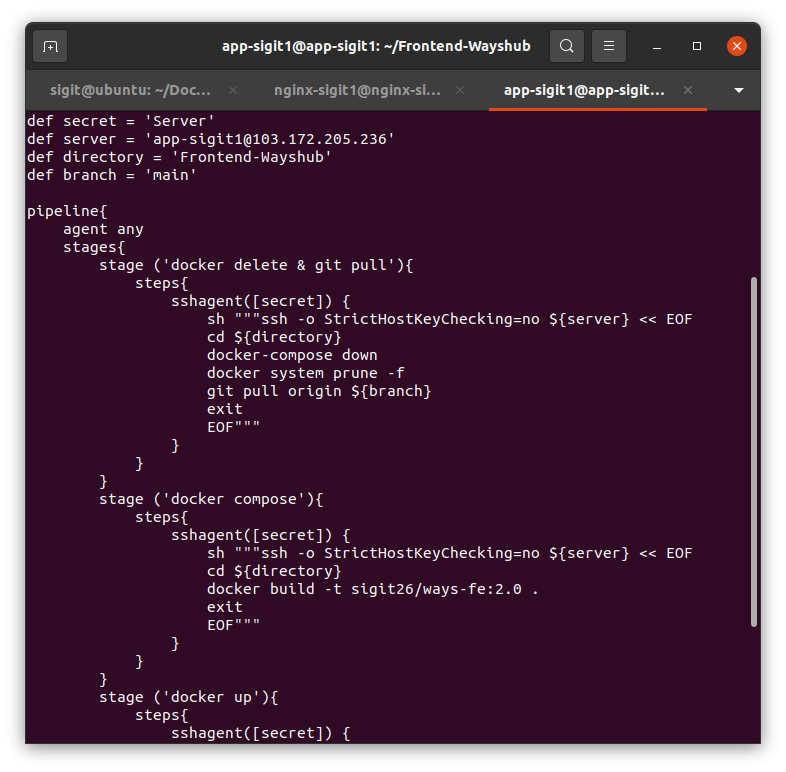 app-sigit1@app-sigit1: ~/Frontend-Wayshub
sigit@ubuntu: ~/Doc... nginx-sigit1@nginx-si... app-sigit1@app-sigit...
def secret = 'Server'
def server = 'app-sigit1@103.172.205.236'
def directory = 'Frontend-Wayshub'
def branch = 'main'

pipeline{
    agent any
    stages{
        stage ('docker delete & git pull'){
            steps{
                sshagent([secret]) {
                    sh """ssh -o StrictHostKeyChecking=no ${server} << EOF
                    cd ${directory}
                    docker-compose down
                    docker system prune -f
                    git pull origin ${branch}
                    exit
                    EOF"""
                }
            }
        }
        stage ('docker compose'){
            steps{
                sshagent([secret]) {
                    sh """ssh -o StrictHostKeyChecking=no ${server} << EOF
                    cd ${directory}
                    docker build -t sigit26/ways-fe:2.0 .
                    exit
                    EOF"""
                }
            }
        }
        stage ('docker up'){
            steps{
                sshagent([secret]) {